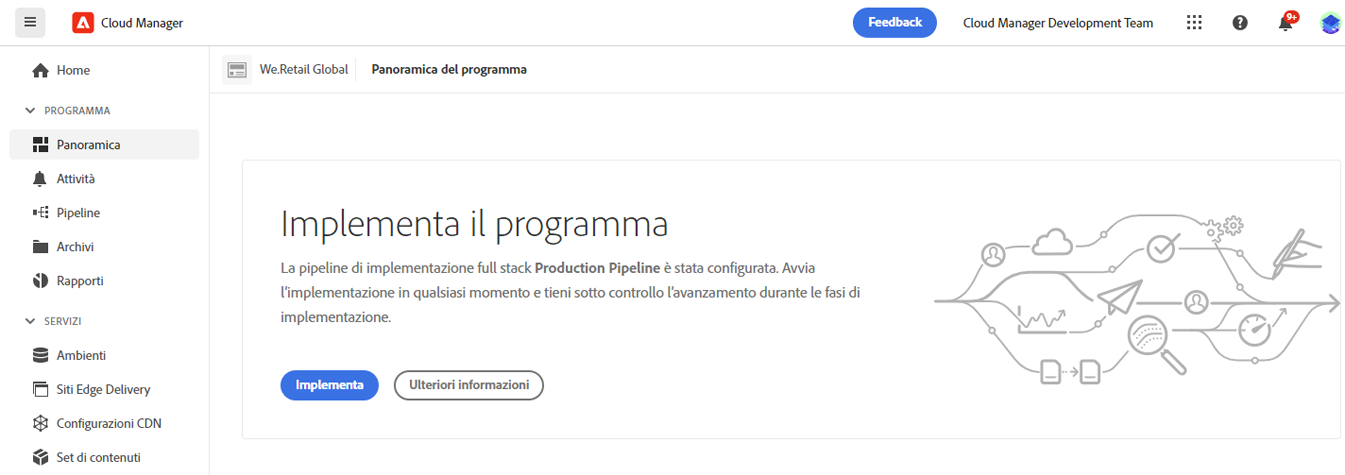 Cloud Manager
Feedback
Cloud Manager Development Team
9+
Home
We.Retail Global
Panoramica del programma
PROGRAMMA
Panoramica
Attività
Pipeline
Archivi
Rapporti
SERVIZI
Ambienti
Siti Edge Delivery
Configurazioni CDN
Set di contenuti
Implementa il programma
La pipeline di implementazione full stack Production Pipeline è stata configurata. Avvia
l'implementazione in qualsiasi momento e tieni sotto controllo l'avanzamento durante le fasi di
implementazione.
Implementa
Ulteriori informazioni